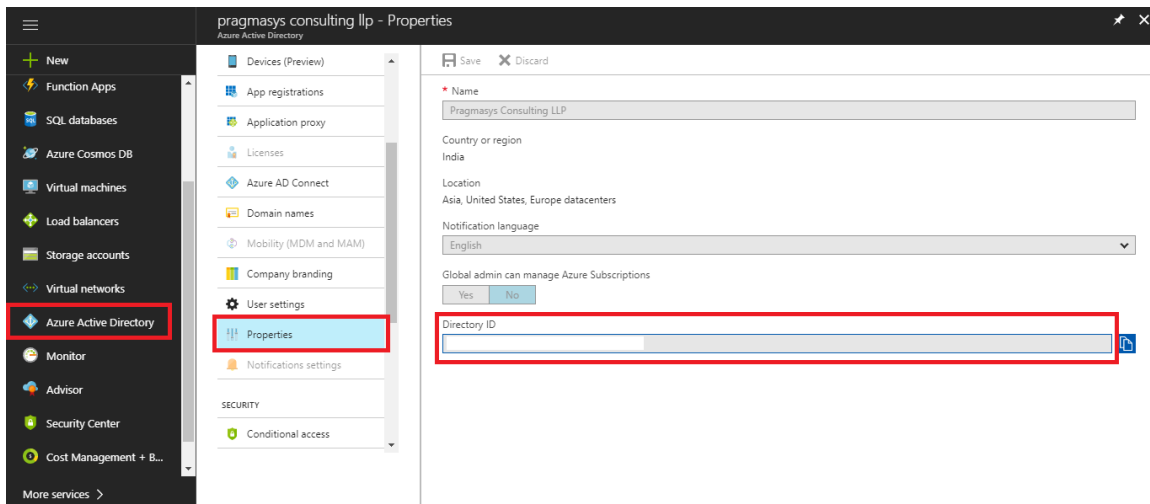 pragmasys consulting llp - Properties
Azure Active Directory
New
Function Apps
SQL databases
Azure Cosmos DB
Virtual machines
Load balancers
Storage accounts
Virtual networks
Azure Active Directory
Monitor
Advisor
Security Center
Cost Management + B...
More services >
Devices (Preview)
App registrations
Application proxy
Licenses
Azure AD Connect
Domain names
Mobility (MDM and MAM)
Company branding
User settings
Properties
Notifications settings
SECURITY
Conditional access
Save Discard
* Name
Pragmasys Consulting LLP
Country or region
India
Location
Asia, United States, Europe datacenters
Notification language
English
Global admin can manage Azure Subscriptions
Yes No
Directory ID